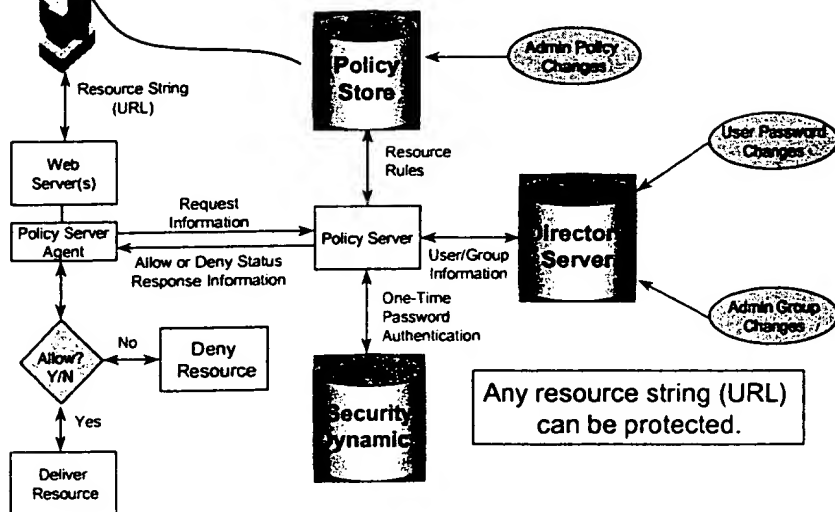 Policy
Store
Admin Policy
Changes
Resource String
(URL)
User Password
Changes
Web
Server(s)
Resource
Rules
Request
Information
Policy Server
Agent
Policy Server
Director
Server
Allow or Deny Status
Response Information
User/Group
Information
One-Time
Password
Authentication
Admin Group
Changes
Allow?
Y/N
No
Deny
Resource
Security
Dynamic
Any resource string (URL)
can be protected.
Yes
Deliver
Resource